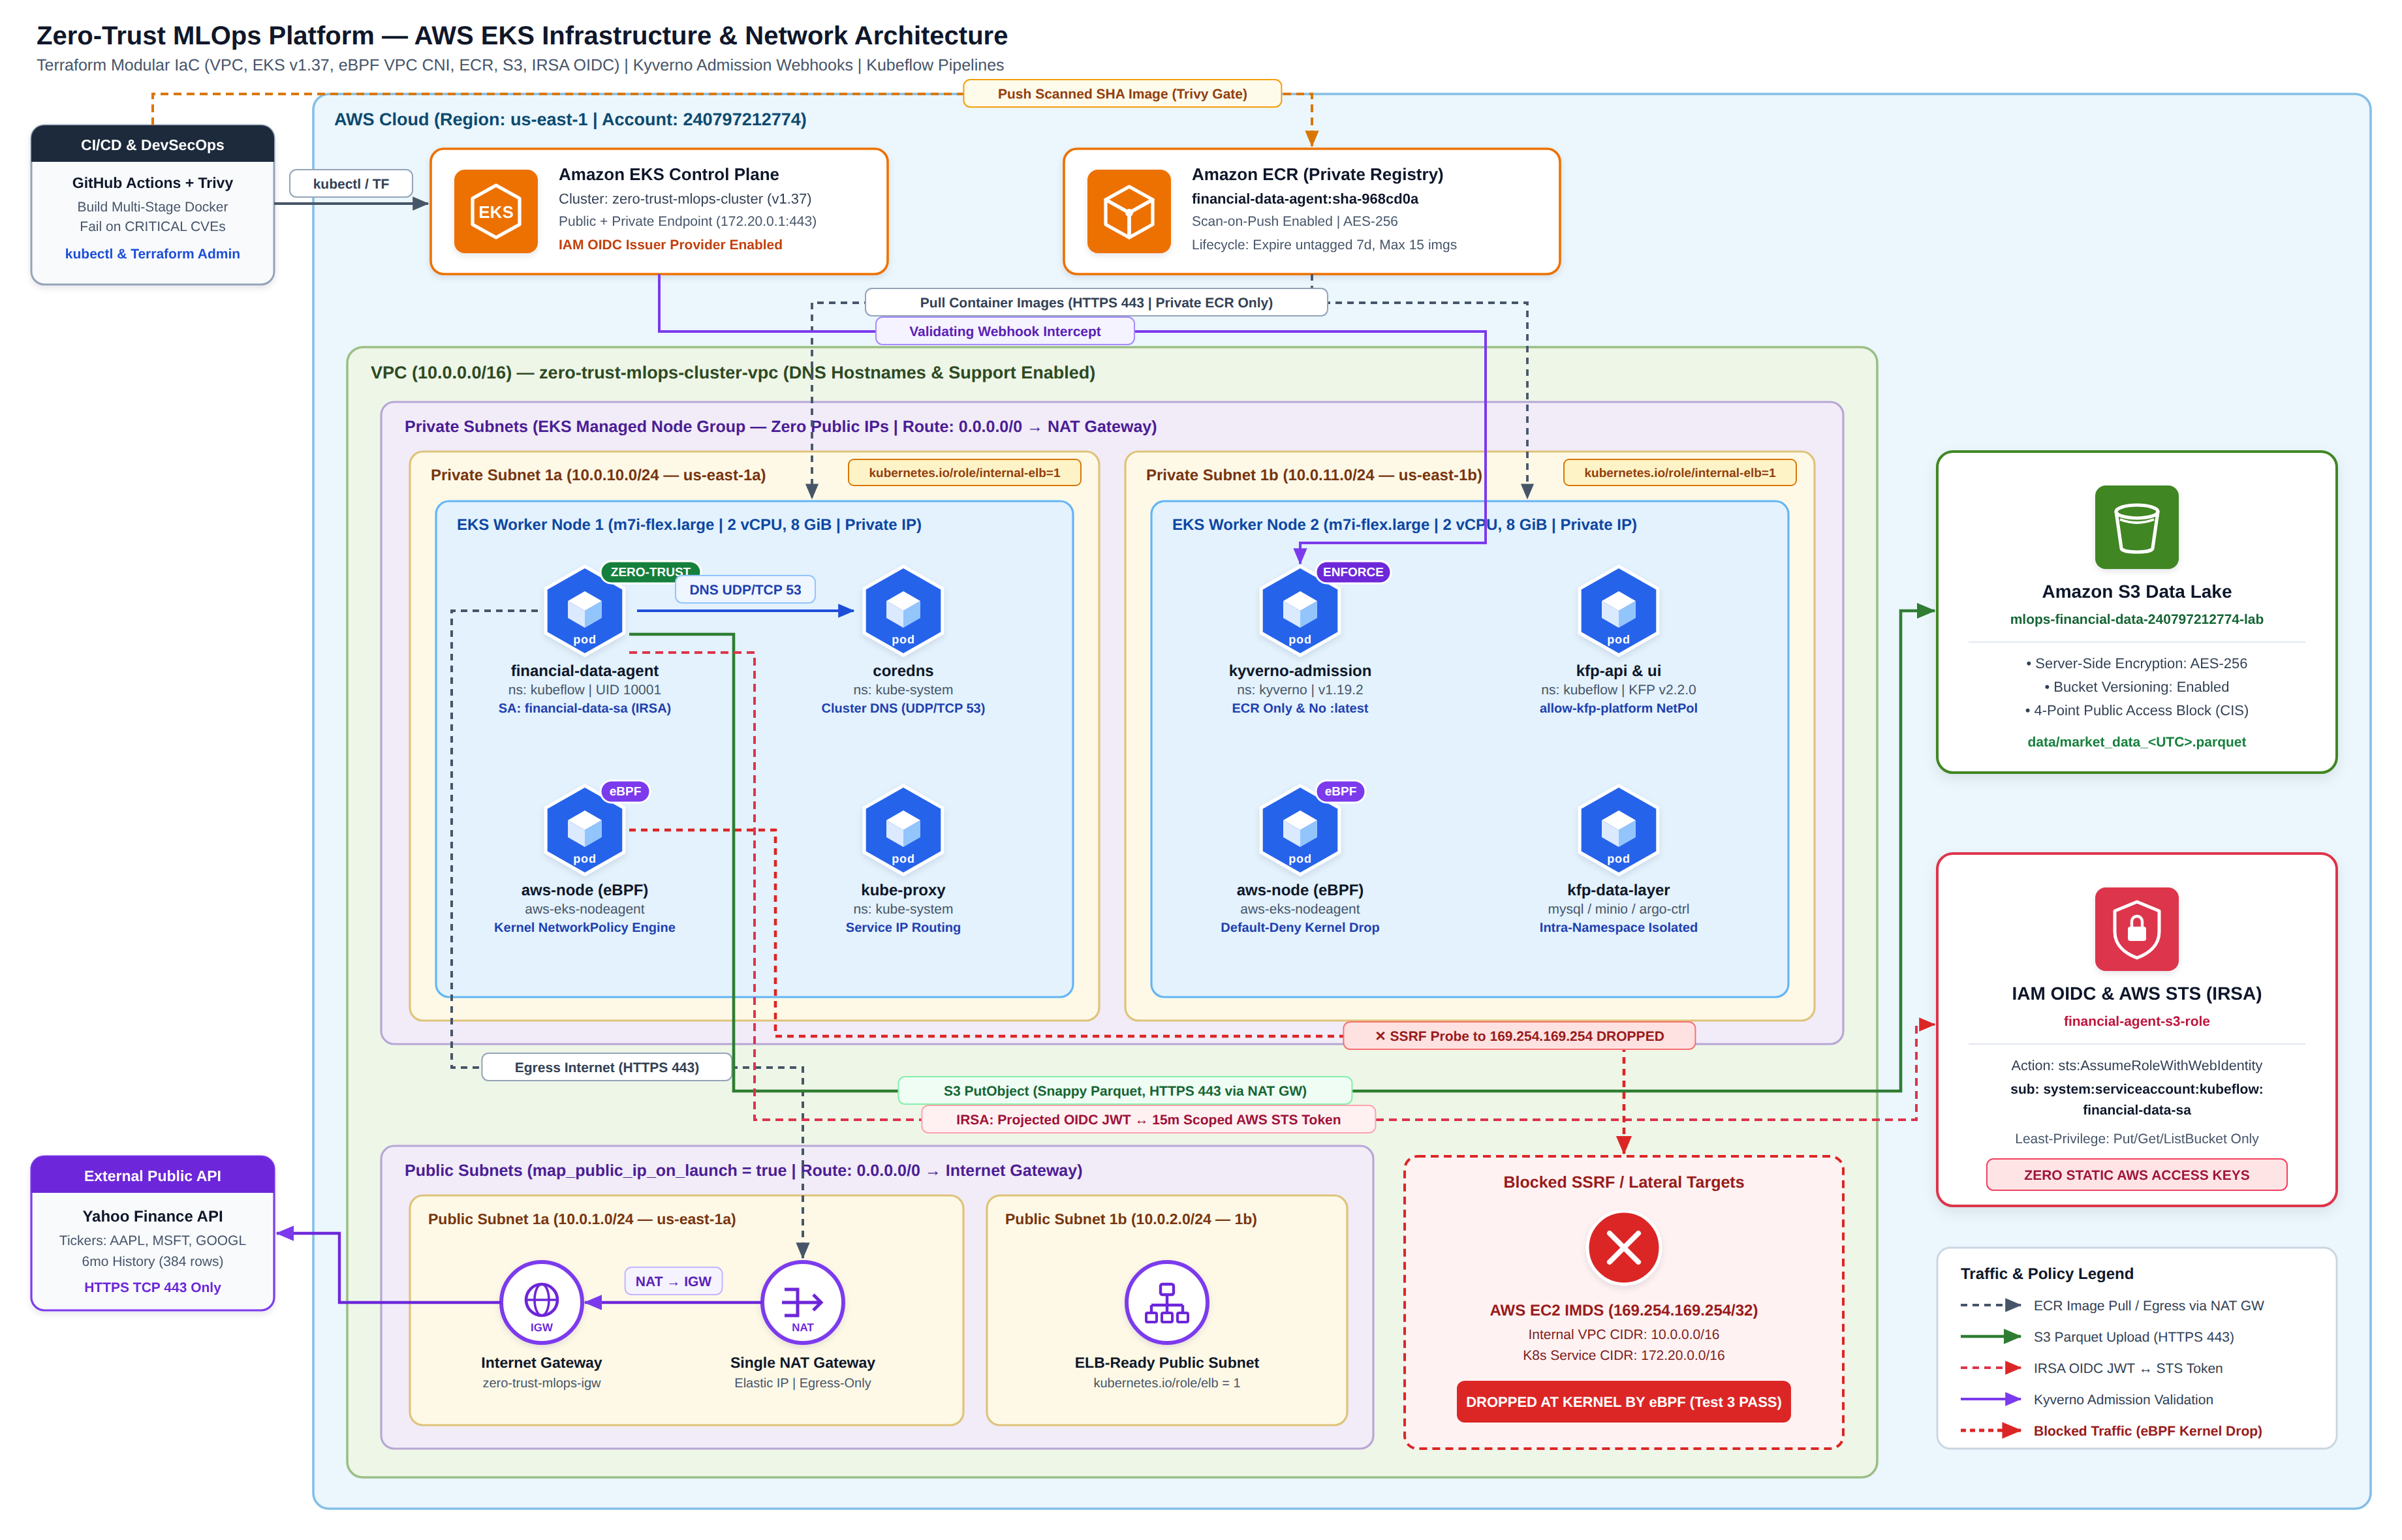 Zero-Trust MLOps Platform — AWS EKS Infrastructure & Network Architecture
Terraform Modular IaC (VPC, EKS v1.37, eBPF VPC CNI, ECR, S3, IRSA OIDC) | Kyverno Admission Webhooks | Kubeflow Pipelines
Push Scanned SHA Image (Trivy Gate)
AWS Cloud (Region: us-east-1 | Account: 240797212774)
CI/CD & DevSecOps
GitHub Actions + Trivy
Build Multi-Stage Docker
Fail on CRITICAL CVEs
kubectl & Terraform Admin
kubectl / TF
EKS
Amazon EKS Control Plane
Cluster: zero-trust-mlops-cluster (v1.37)
Public + Private Endpoint (172.20.0.1:443)
IAM OIDC Issuer Provider Enabled
Amazon ECR (Private Registry)
financial-data-agent:sha-968cd0a
Scan-on-Push Enabled | AES-256
Lifecycle: Expire untagged 7d, Max 15 imgs
Pull Container Images (HTTPS 443 | Private ECR Only)
Validating Webhook Intercept
VPC (10.0.0.0/16) — zero-trust-mlops-cluster-vpc (DNS Hostnames & Support Enabled)
Private Subnets (EKS Managed Node Group — Zero Public IPs | Route: 0.0.0.0/0 → NAT Gateway)
Private Subnet 1a (10.0.10.0/24 — us-east-1a)
kubernetes.io/role/internal-elb=1
EKS Worker Node 1 (m7i-flex.large | 2 vCPU, 8 GiB | Private IP)
ZERO-TRUST
DNS UDP/TCP 53
pod
financial-data-agent
ns: kubeflow | UID 10001
SA: financial-data-sa (IRSA)
pod
coredns
ns: kube-system
Cluster DNS (UDP/TCP 53)
eBPF
pod
aws-node (eBPF)
aws-eks-nodeagent
Kernel NetworkPolicy Engine
pod
kube-proxy
ns: kube-system
Service IP Routing
Private Subnet 1b (10.0.11.0/24 — us-east-1b)
kubernetes.io/role/internal-elb=1
EKS Worker Node 2 (m7i-flex.large | 2 vCPU, 8 GiB | Private IP)
ENFORCE
pod
kyverno-admission
ns: kyverno | v1.19.2
ECR Only & No :latest
pod
kfp-api & ui
ns: kubeflow | KFP v2.2.0
allow-kfp-platform NetPol
eBPF
pod
aws-node (eBPF)
aws-eks-nodeagent
Default-Deny Kernel Drop
pod
kfp-data-layer
mysql / minio / argo-ctrl
Intra-Namespace Isolated
✕ SSRF Probe to 169.254.169.254 DROPPED
Egress Internet (HTTPS 443)
S3 PutObject (Snappy Parquet, HTTPS 443 via NAT GW)
IRSA: Projected OIDC JWT ↔ 15m Scoped AWS STS Token
Amazon S3 Data Lake
mlops-financial-data-240797212774-lab
• Server-Side Encryption: AES-256
• Bucket Versioning: Enabled
• 4-Point Public Access Block (CIS)
data/market_data_<UTC>.parquet
IAM OIDC & AWS STS (IRSA)
financial-agent-s3-role
Action: sts:AssumeRoleWithWebIdentity
sub: system:serviceaccount:kubeflow:
financial-data-sa
Least-Privilege: Put/Get/ListBucket Only
ZERO STATIC AWS ACCESS KEYS
External Public API
Yahoo Finance API
Tickers: AAPL, MSFT, GOOGL
6mo History (384 rows)
HTTPS TCP 443 Only
Public Subnets (map_public_ip_on_launch = true | Route: 0.0.0.0/0 → Internet Gateway)
Public Subnet 1a (10.0.1.0/24 — us-east-1a)
IGW
NAT → IGW
NAT
Internet Gateway
zero-trust-mlops-igw
Single NAT Gateway
Elastic IP | Egress-Only
Public Subnet 1b (10.0.2.0/24 — 1b)
ELB-Ready Public Subnet
kubernetes.io/role/elb = 1
Blocked SSRF / Lateral Targets
AWS EC2 IMDS (169.254.169.254/32)
Internal VPC CIDR: 10.0.0.0/16
K8s Service CIDR: 172.20.0.0/16
DROPPED AT KERNEL BY eBPF (Test 3 PASS)
Traffic & Policy Legend
ECR Image Pull / Egress via NAT GW
S3 Parquet Upload (HTTPS 443)
IRSA OIDC JWT ↔ STS Token
Kyverno Admission Validation
Blocked Traffic (eBPF Kernel Drop)